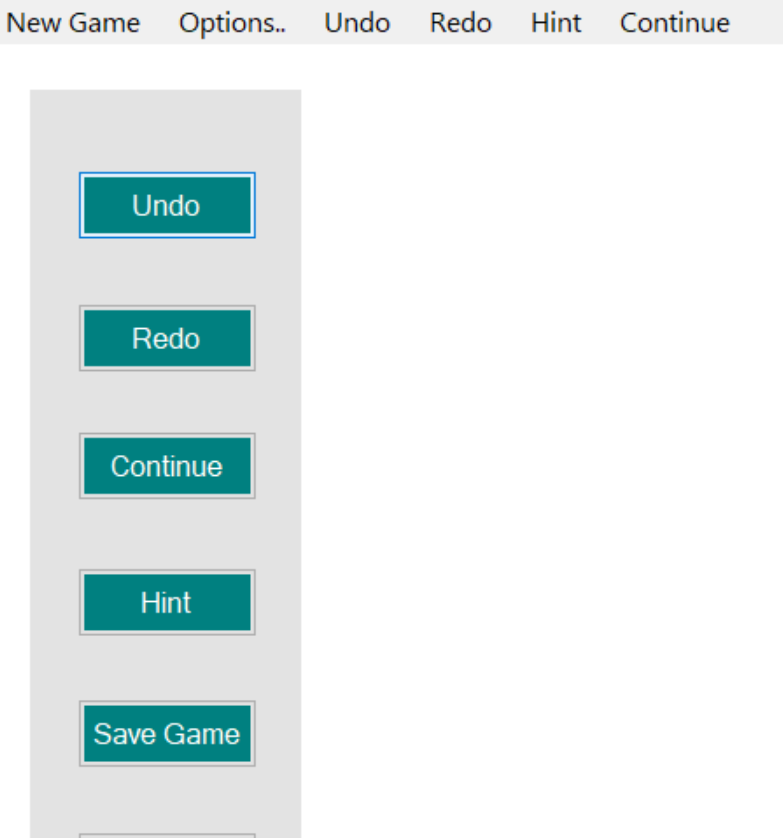 New Game Options.. Undo Redo Hint Continue
Undo
Redo
Continue
Hint
Save Game